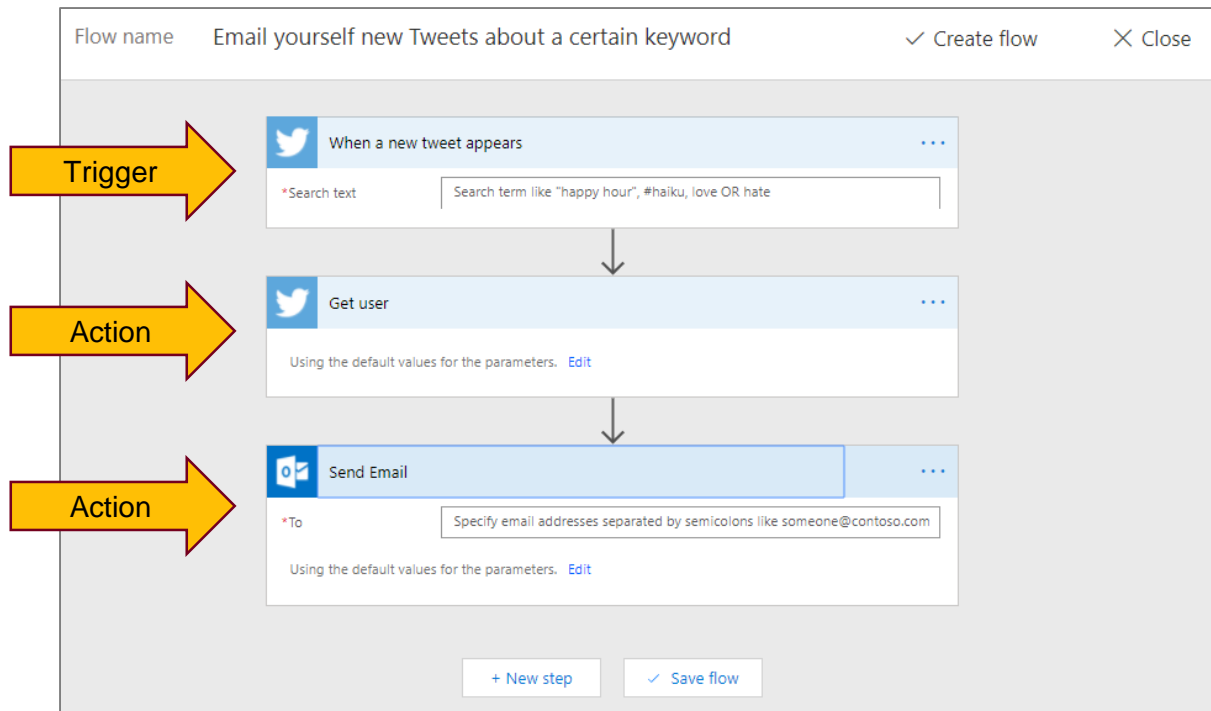 Flow name Email yourself new Tweets about a certain keyword Create flow Close
Trigger
When a new tweet appears
*Search text Search term like "happy hour", #haiku, love OR hate
Action
Get user
Using the default values for the parameters. Edit
Action
Send Email
*To Specify email addresses separated by semicolons like someone@contoso.com
Using the default values for the parameters. Edit
+ New step Save flow